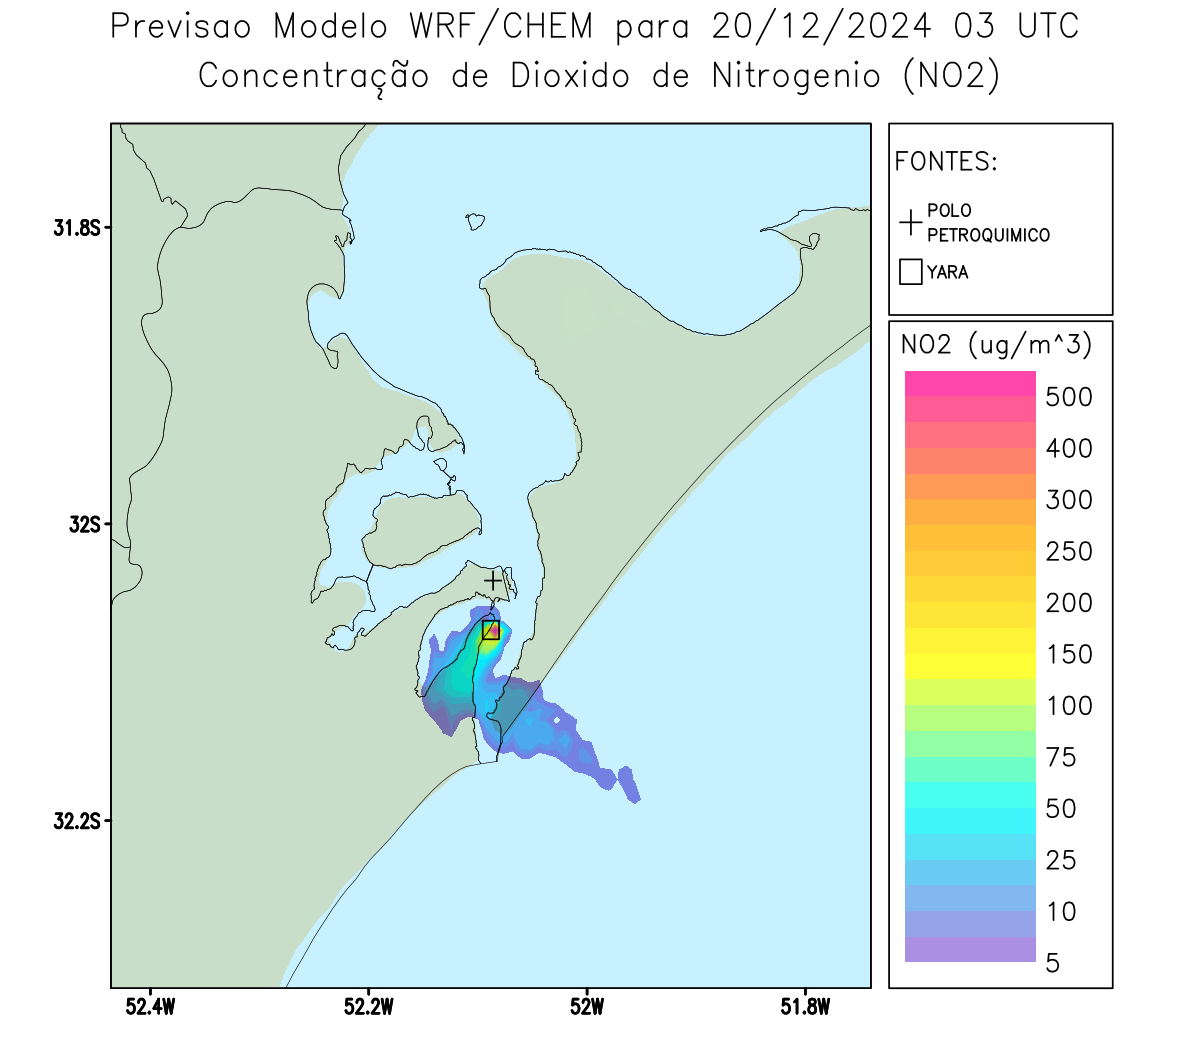 Previsao Modelo WRF/CHEM para 20/12/2024 03 UTC
Concentração de Dioxido de Nitrogenio (NO2)
FONTES:
POLO
PETROQUIMICO
YARA
NO2 (ug/m^3)
500
400
300
250
200
150
100
75
50
25
10
5
31.8S
32S
32.2S
52.4W
52.2W
52W
51.8W